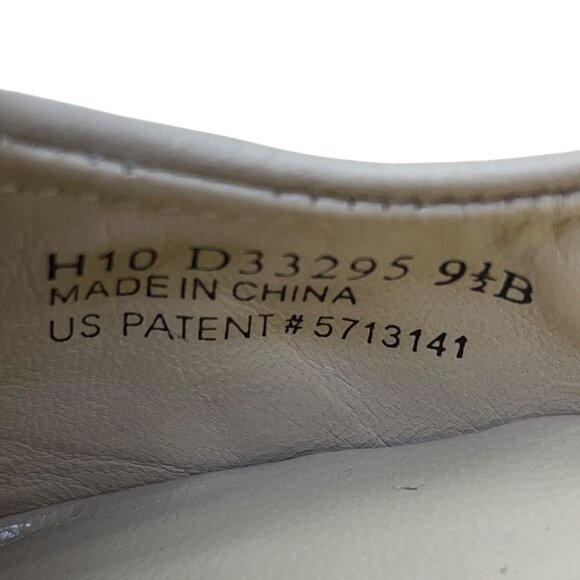 H10 D33295 9½B
MADE IN CHINA
US PATENT #5713141